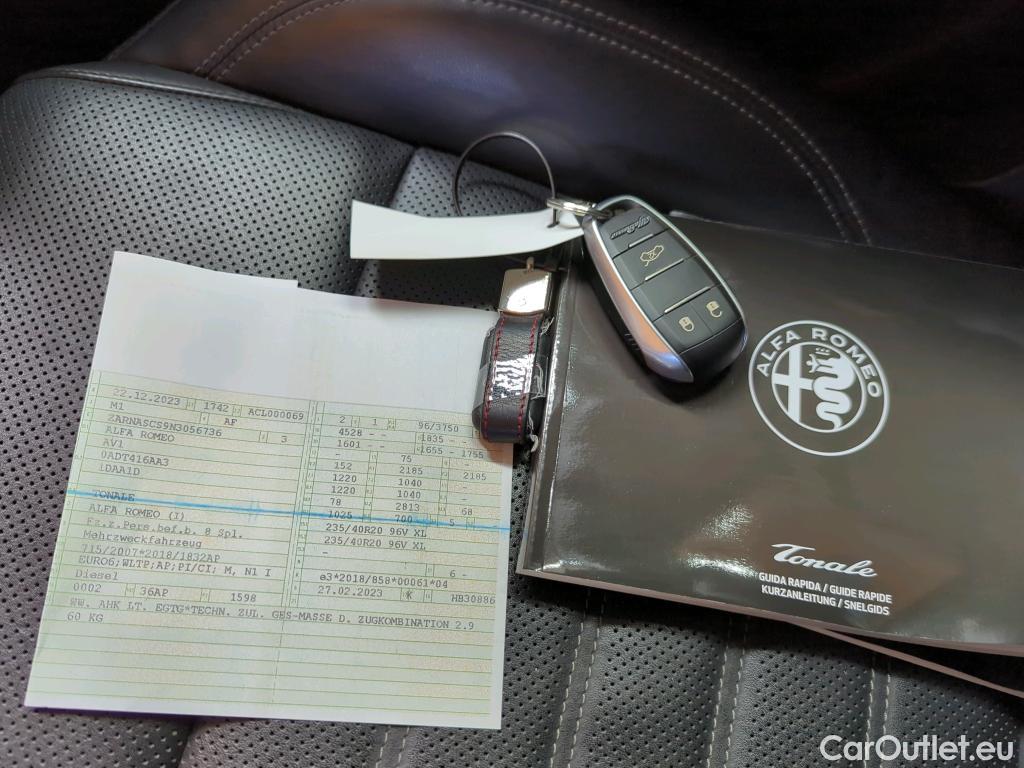 22.12.2023 1742 ACL000069
M1 AF
ZARNASCS9N3056736 3
ALFA ROMEO
AV1
0ADT416AA3
1DAA1D
TONALE
ALFA ROMEO (I)
Fz.z.Pers.bef.b. 8 Spl.
Mehrzweckfahrzeug
715/2007*2018/1832AP
EURO6;WLTP;AP;PI/CI; M, N1 I
Diesel
0002 36AP 1598
WW. AHK LT. EGTG*TECHN. ZUL. GES-MASSE D. ZUGKOMBINATION 2.9
60 KG
2 1 96/3750
4528 - - 1835 - -
1601 - - 1655 - 1755
- 75 -
152 2185 2185
1220 1040 -
1220 1040 -
78 2813 68
1025 700 5 -
235/40R20 96V XL
235/40R20 96V XL
-
6 -
e3*2018/858*00061*04
27.02.2023 K HB30886
Alfa Romeo
ALFA ROMEO
Tonale
GUIDA RAPIDA / GUIDE RAPIDE
KURZANLEITUNG / SNELGIDS
CarOutlet.eu